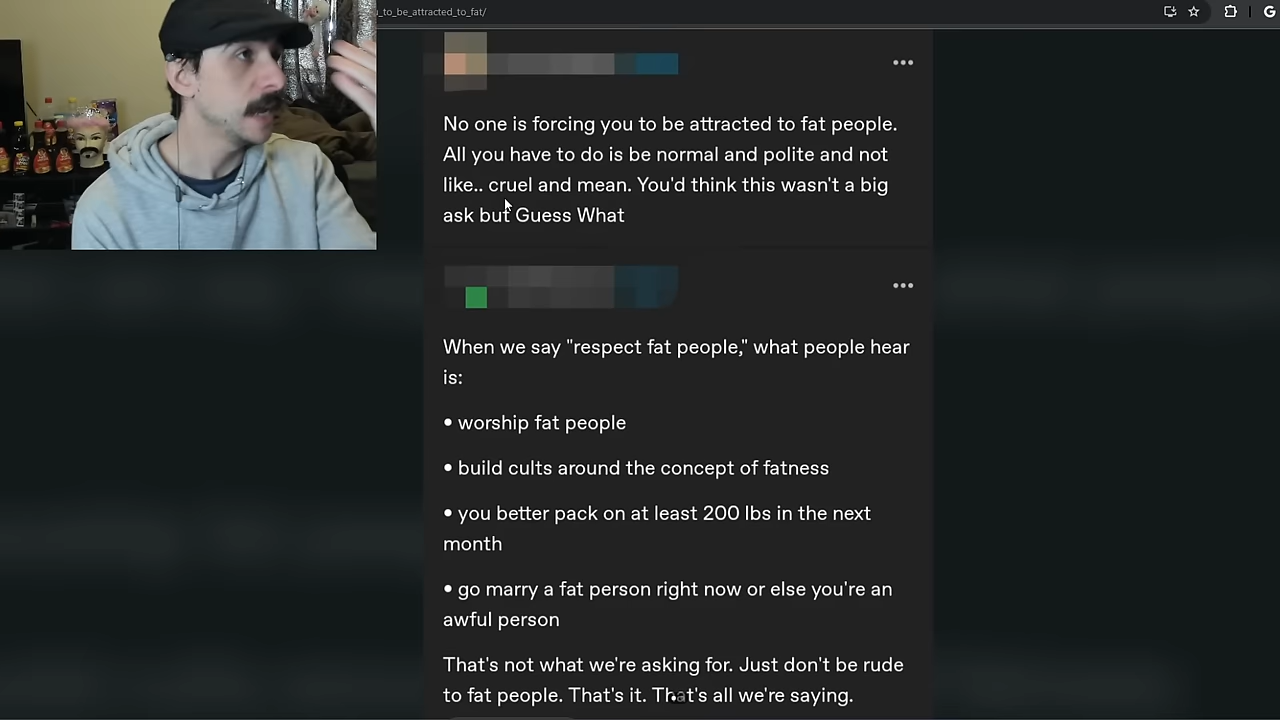 _to_be_attracted_to_fat/
No one is forcing you to be attracted to fat people.
All you have to do is be normal and polite and not
like.. cruel and mean. You'd think this wasn't a big
ask but Guess What
When we say "respect fat people," what people hear
is:
• worship fat people
• build cults around the concept of fatness
• you better pack on at least 200 lbs in the next
month
• go marry a fat person right now or else you're an
awful person
That's not what we're asking for. Just don't be rude
to fat people. That's it. That's all we're saying.